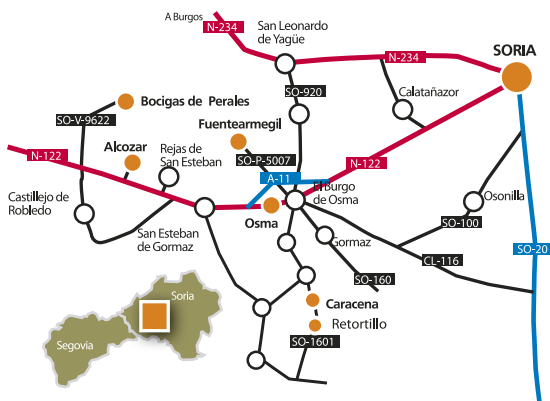 A Burgos
N-234
San Leonardo
de Yagüe
SORIA
N-234
SO-920
Calatañazor
Bocigas de Perales
SO-V-9622
Fuentearmegil
Alcozar
Rejas de
San Esteban
SO-P-5007
N-122
N-122
A-11
El Burgo
de Osma
Castillejo de
Robledo
Osonilla
Osma
SO-100
San Esteban
de Gormaz
Gormaz
SO-20
CL-116
SO-160
Soria
Caracena
Retortillo
SO-1601
Segovia